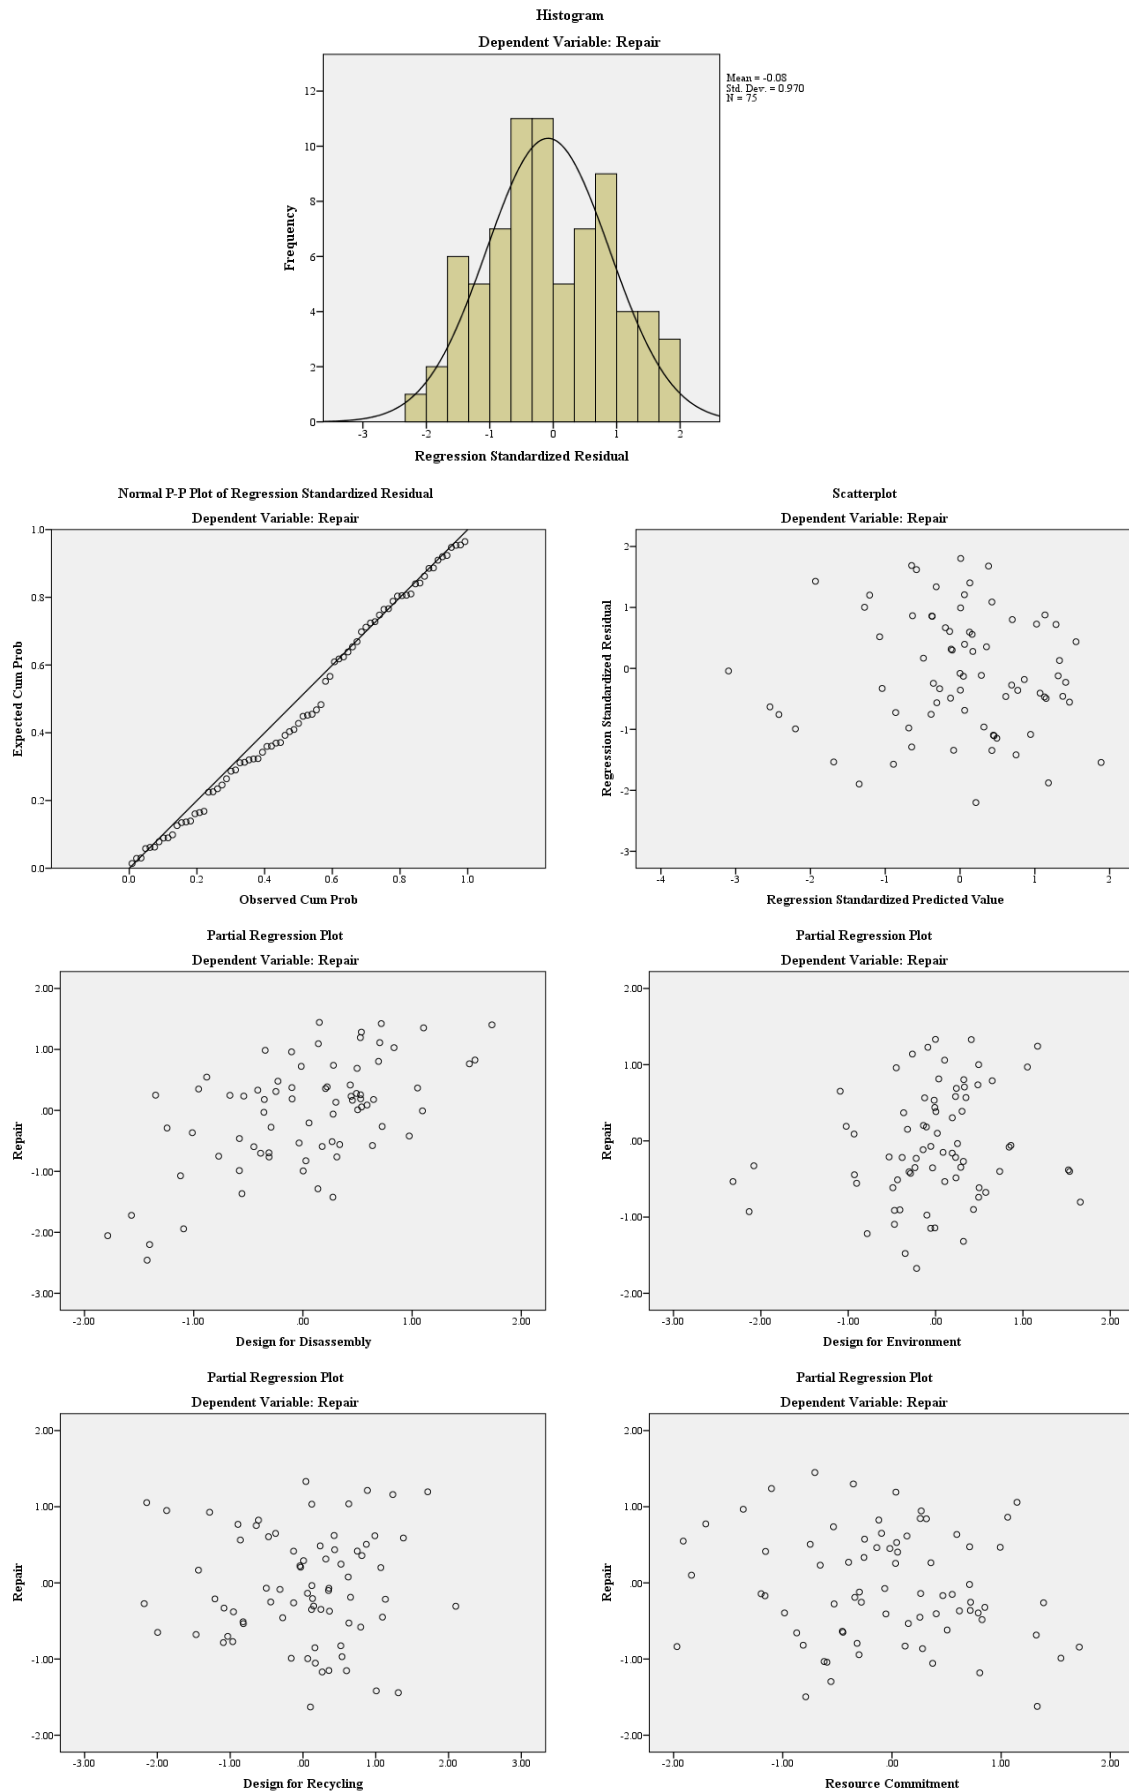 Histogram
Dependent Variable: Repair
Mean = -0.08
Std. Dev. = 0.970
N = 75
12
10
8
6
4
2
0
-3 -2 -1 0 1 2
Frequency
Regression Standardized Residual
Normal P-P Plot of Regression Standardized Residual
Dependent Variable: Repair
1.0
0.8
0.6
0.4
0.2
0.0
0.0 0.2 0.4 0.6 0.8 1.0
Expected Cum Prob
Observed Cum Prob
Scatterplot
Dependent Variable: Repair
2
1
0
-1
-2
-3
-4 -3 -2 -1 0 1 2
Regression Standardized Residual
Regression Standardized Predicted Value
Partial Regression Plot
Dependent Variable: Repair
2.00
1.00
.00
-1.00
-2.00
-3.00
-2.00 -1.00 .00 1.00 2.00
Repair
Design for Disassembly
Partial Regression Plot
Dependent Variable: Repair
2.00
1.00
.00
-1.00
-2.00
-3.00 -2.00 -1.00 .00 1.00 2.00
Repair
Design for Environment
Partial Regression Plot
Dependent Variable: Repair
2.00
1.00
.00
-1.00
-2.00
-3.00 -2.00 -1.00 .00 1.00 2.00 3.00
Repair
Design for Recycling
Partial Regression Plot
Dependent Variable: Repair
2.00
1.00
.00
-1.00
-2.00
-2.00 -1.00 .00 1.00 2.00
Repair
Resource Commitment